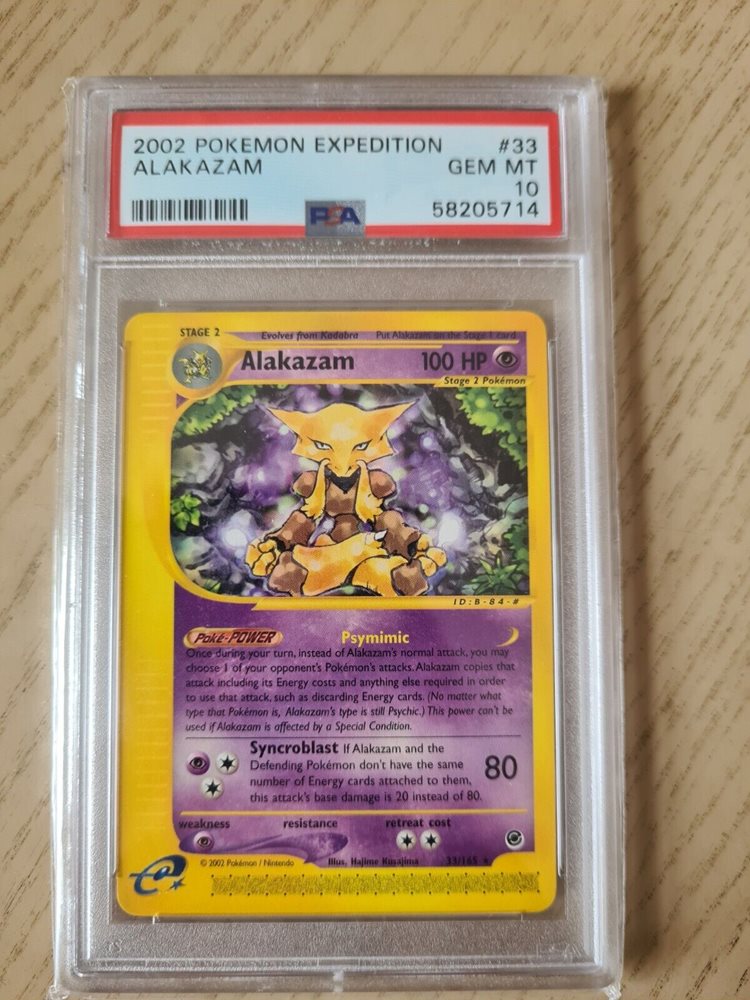 2002 POKEMON EXPEDITION #33
ALAKAZAM GEM MT
10
PSA 58205714
STAGE 2 Evolves from Kadabra Put Alakazam on the Stage 1 card
Alakazam 100 HP
Stage 2 Pokémon
ID:B-84-#
Poké-POWER Psymimic
Once during your turn, instead of Alakazam's normal attack, you may
choose 1 of your opponent's Pokémon's attacks. Alakazam copies that
attack including its Energy costs and anything else required in order
to use that attack, such as discarding Energy cards. (No matter what
type that Pokémon is, Alakazam's type is still Psychic.) This power can't be
used if Alakazam is affected by a Special Condition.
Syncroblast If Alakazam and the
Defending Pokémon don't have the same
number of Energy cards attached to them,
this attack's base damage is 20 instead of 80.
80
weakness resistance retreat cost
© 2002 Pokémon / Nintendo Illus. Hajime Kusajima 33/165 ★
e